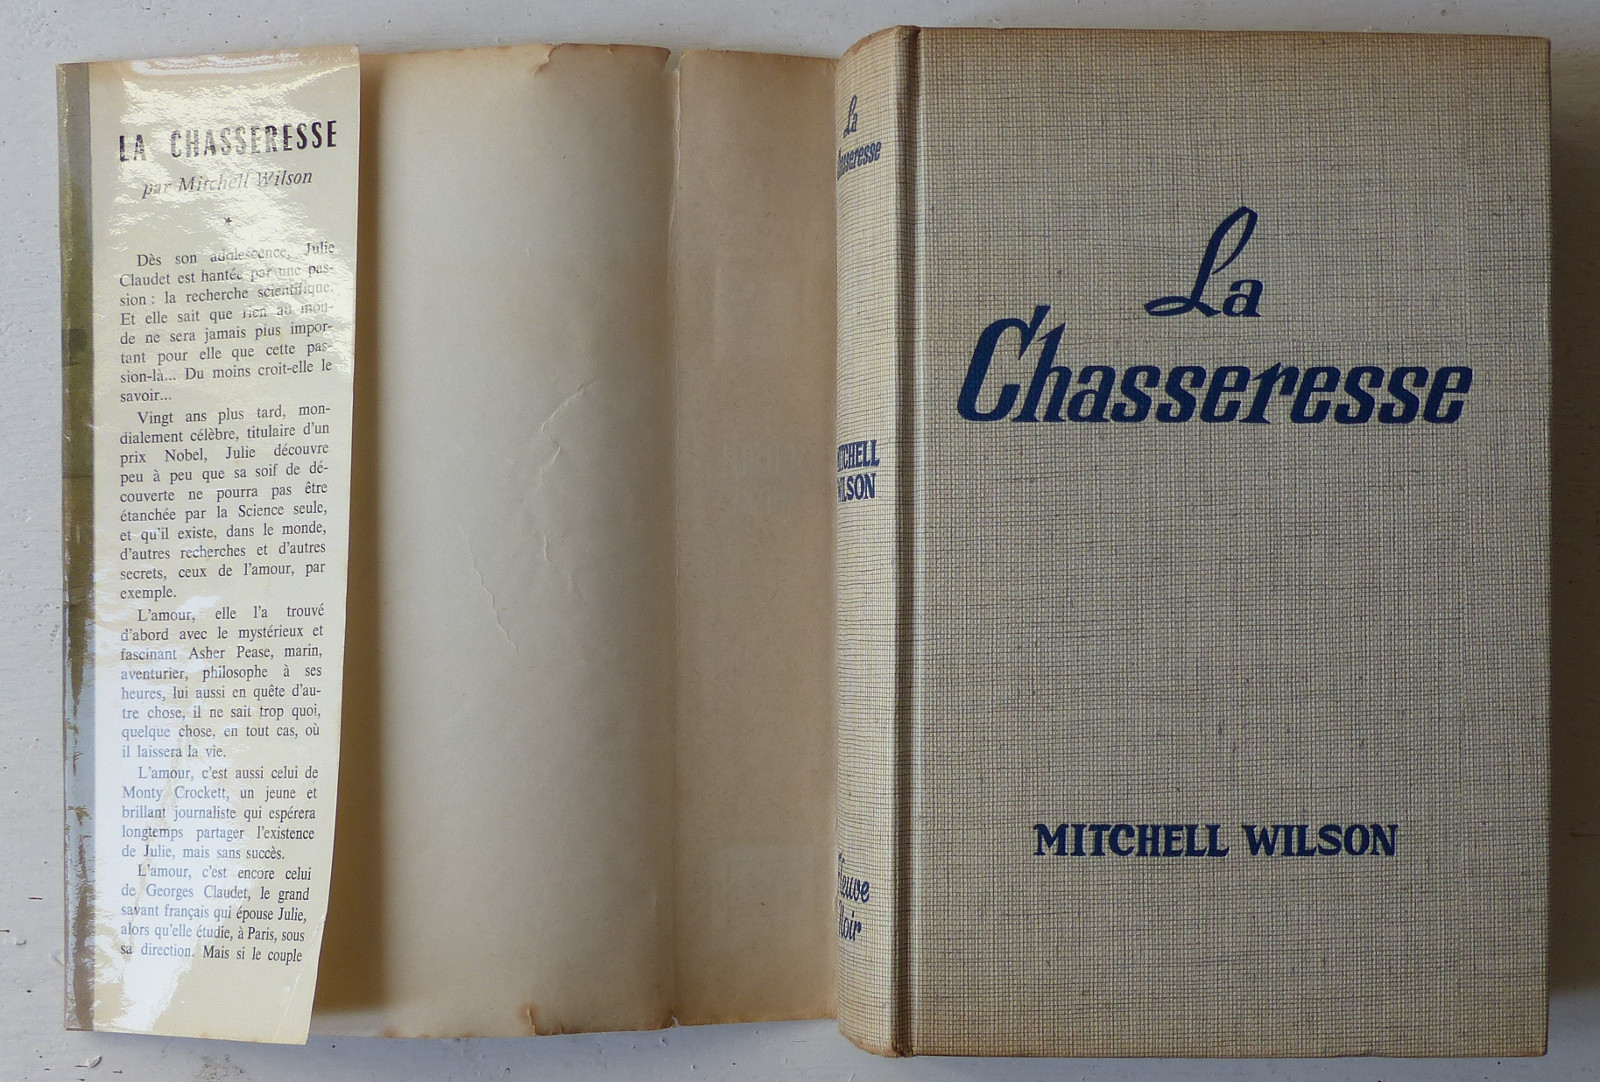 LA CHASSERESSE
par Mitchell Wilson
*
Dès son adolescence, Julie
Claudet est hantée par une pas-
sion : la recherche scientifique.
Et elle sait que rien au mon-
de ne sera jamais plus impor-
tant pour elle que cette pas-
sion-là... Du moins croit-elle le
savoir...
Vingt ans plus tard, mon-
dialement célèbre, titulaire d'un
prix Nobel, Julie découvre
peu à peu que sa soif de dé-
couverte ne pourra pas être
étanchée par la Science seule,
et qu'il existe, dans le monde,
d'autres recherches et d'autres
secrets, ceux de l'amour, par
exemple.
L'amour, elle l'a trouvé
d'abord avec le mystérieux et
fascinant Asher Pease, marin,
aventurier, philosophe à ses
heures, lui aussi en quête d'au-
tre chose, il ne sait trop quoi,
quelque chose, en tout cas, où
il laissera la vie.
L'amour, c'est aussi celui de
Monty Crockett, un jeune et
brillant journaliste qui espérera
longtemps partager l'existence
de Julie, mais sans succès.
L'amour, c'est encore celui
de Georges Claudet, le grand
savant français qui épouse Julie,
alors qu'elle étudie, à Paris, sous
sa direction. Mais si le couple
La
Chasseresse
MITCHELL
WILSON
Fleuve
Noir
La
Chasseresse
MITCHELL WILSON